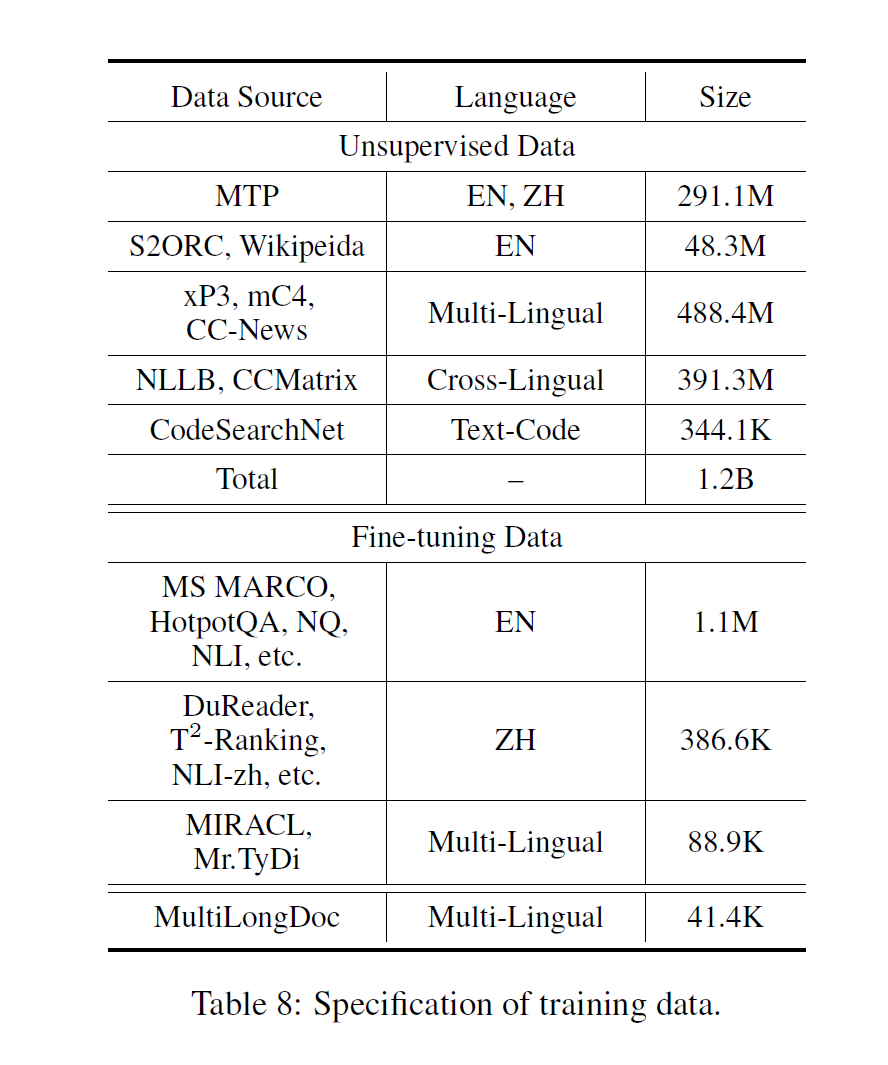 Data Source Language Size
Unsupervised Data
MTP EN, ZH 291.1M
S2ORC, Wikipeida EN 48.3M
xP3, mC4,
CC-News Multi-Lingual 488.4M
NLLB, CCMatrix Cross-Lingual 391.3M
CodeSearchNet Text-Code 344.1K
Total – 1.2B
Fine-tuning Data
MS MARCO,
HotpotQA, NQ, EN 1.1M
NLI, etc.
DuReader,
T²-Ranking, ZH 386.6K
NLI-zh, etc.
MIRACL,
Mr.TyDi Multi-Lingual 88.9K
MultiLongDoc Multi-Lingual 41.4K
Table 8: Specification of training data.